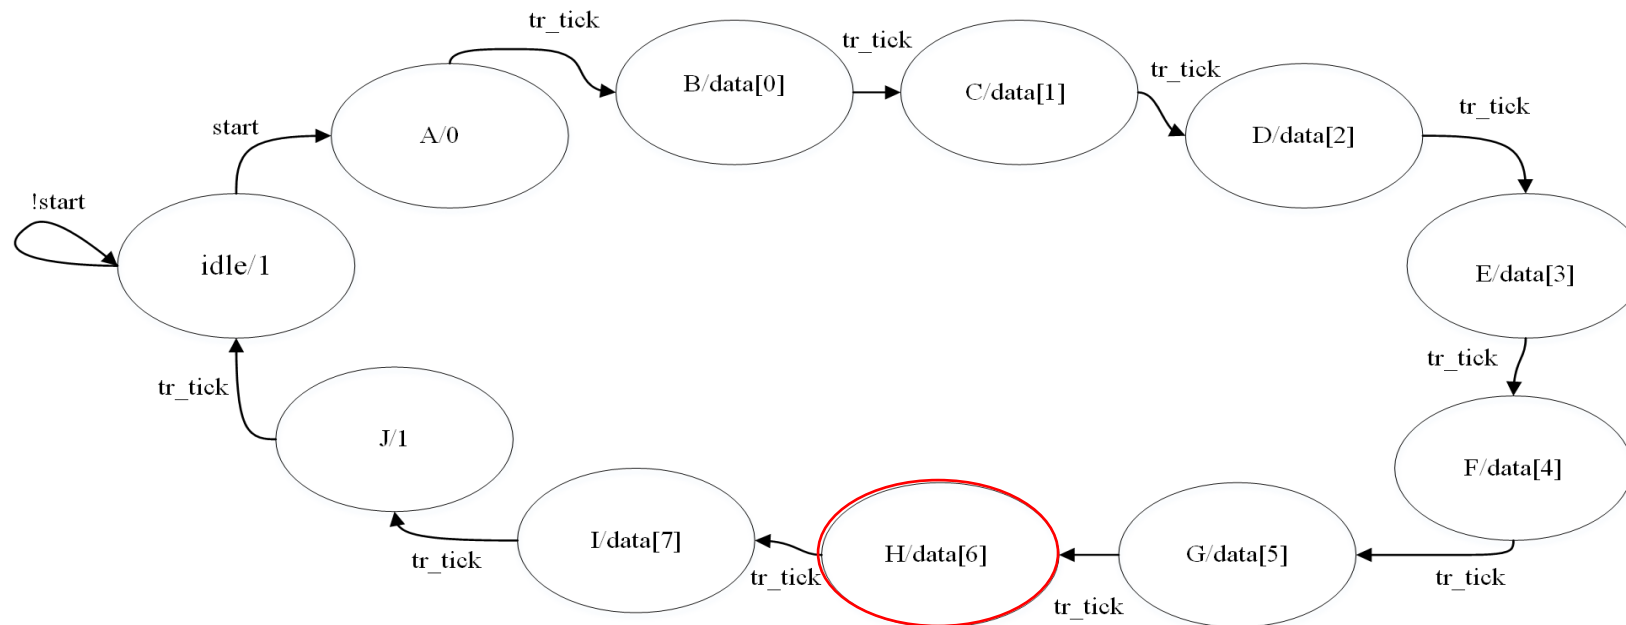 tr_tick
B/data[0]
tr_tick
C/data[1]
tr_tick
D/data[2]
tr_tick
start
A/0
!start
idle/1
E/data[3]
tr_tick
tr_tick
J/1
F/data[4]
I/data[7]
H/data[6]
G/data[5]
tr_tick
tr_tick
tr_tick
tr_tick